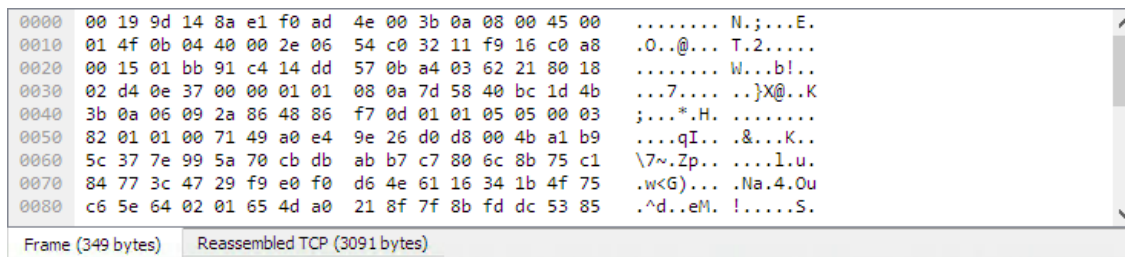 0000 00 19 9d 14 8a e1 f0 ad 4e 00 3b 0a 08 00 45 00 ........ N.;...E.
0010 01 4f 0b 04 40 00 2e 06 54 c0 32 11 f9 16 c0 a8 .O..@... T.2.....
0020 00 15 01 bb 91 c4 14 dd 57 0b a4 03 62 21 80 18 ........ W...b!..
0030 02 d4 0e 37 00 00 01 01 08 0a 7d 58 40 bc 1d 4b ...7.... ..}X@..K
0040 3b 0a 06 09 2a 86 48 86 f7 0d 01 01 05 05 00 03 ;...*.H. ........
0050 82 01 01 00 71 49 a0 e4 9e 26 d0 d8 00 4b a1 b9 ....qI.. .&...K..
0060 5c 37 7e 99 5a 70 cb db ab b7 c7 80 6c 8b 75 c1 \7~.Zp.. ....l.u.
0070 84 77 3c 47 29 f9 e0 f0 d6 4e 61 16 34 1b 4f 75 .w<G)... .Na.4.Ou
0080 c6 5e 64 02 01 65 4d a0 21 8f 7f 8b fd dc 53 85 .^d..eM. !.....S.
Frame (349 bytes) Reassembled TCP (3091 bytes)